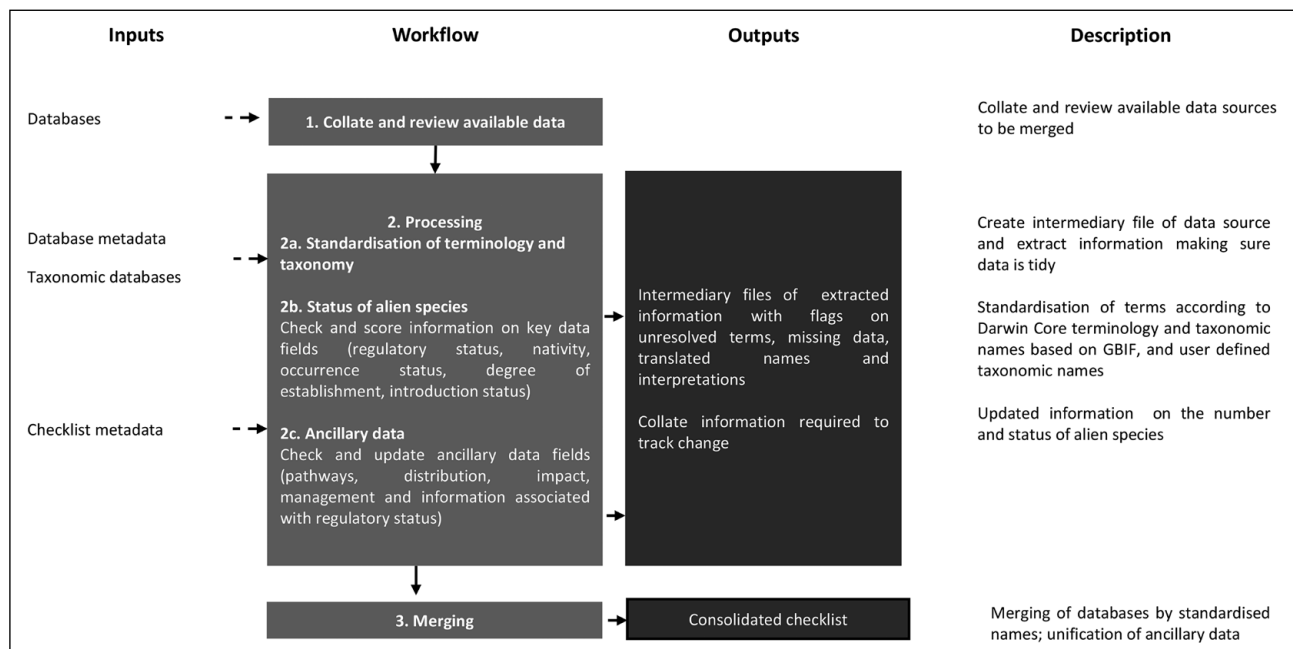 Inputs
Workflow
Outputs
Description
Databases
1. Collate and review available data
Collate and review available data sources
to be merged
Database metadata
Taxonomic databases
Checklist metadata
2. Processing
2a. Standardisation of terminology and
taxonomy
2b. Status of alien species
Check and score information on key data
fields (regulatory status, nativity,
occurrence status, degree of
establishment, introduction status)
2c. Ancillary data
Check and update ancillary data fields
(pathways, distribution, impact,
management and information associated
with regulatory status)
Intermediary files of extracted
information with flags on
unresolved terms, missing data,
translated names and
interpretations
Collate information required to
track change
Create intermediary file of data source
and extract information making sure
data is tidy
Standardisation of terms according to
Darwin Core terminology and taxonomic
names based on GBIF, and user defined
taxonomic names
Updated information on the number
and status of alien species
3. Merging
Consolidated checklist
Merging of databases by standardised
names; unification of ancillary data